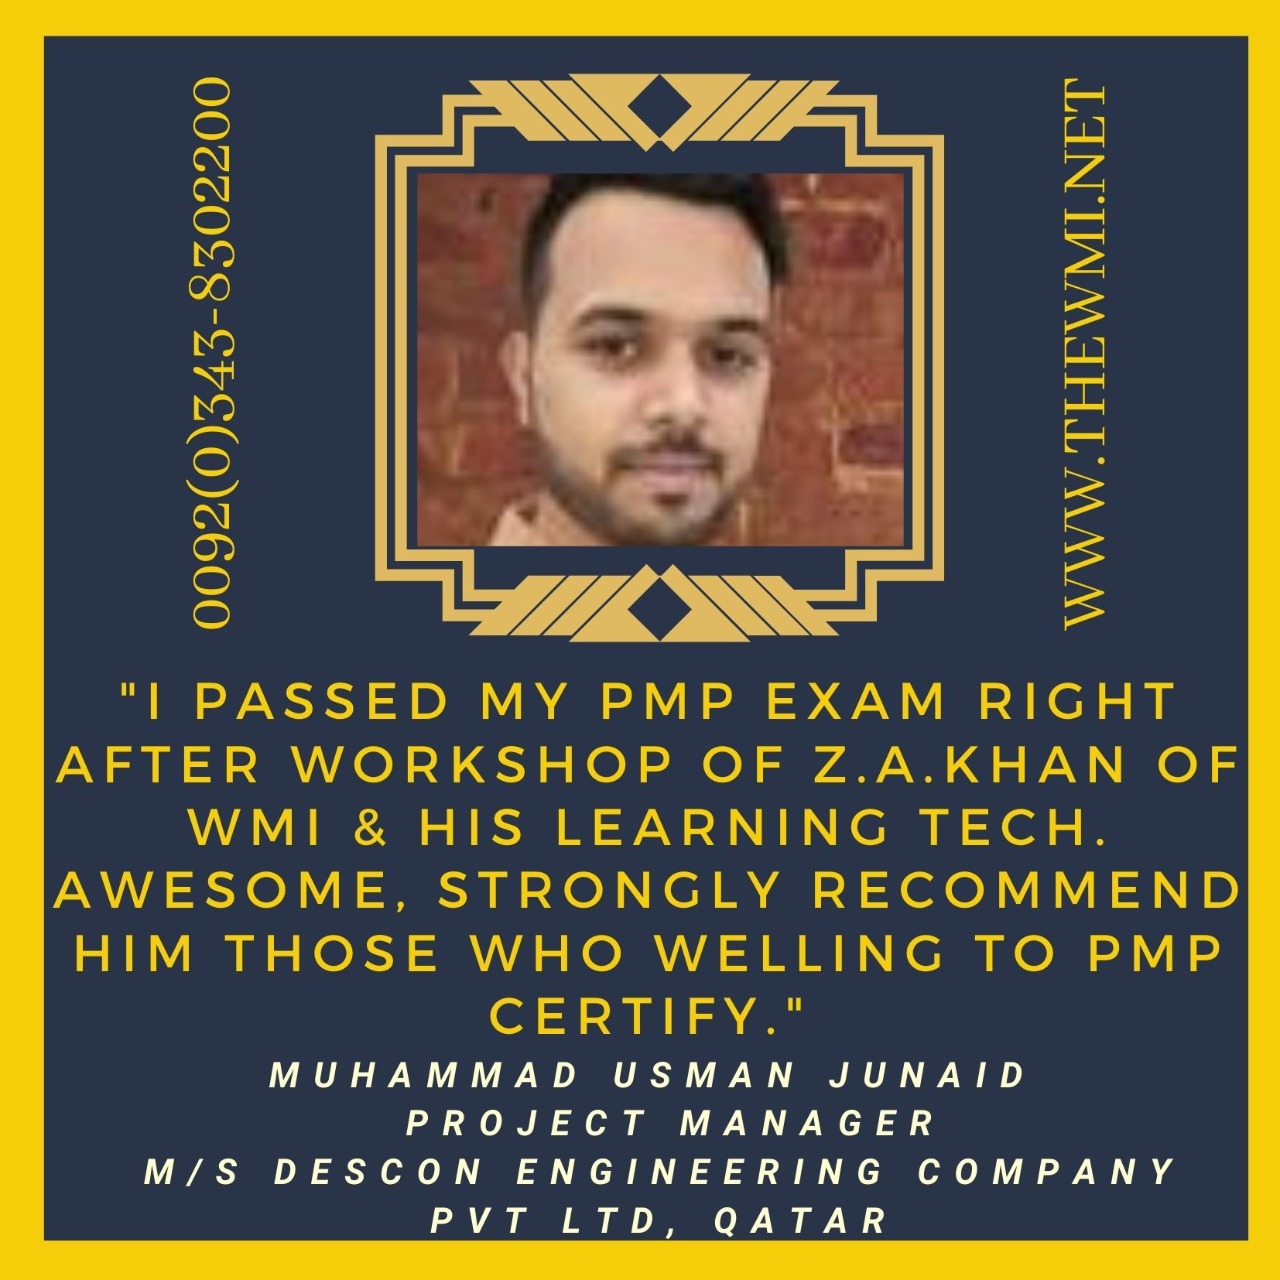 0092(0)343-8302200
WWW.THEWMI.NET
"I PASSED MY PMP EXAM RIGHT
AFTER WORKSHOP OF Z.A.KHAN OF
WMI & HIS LEARNING TECH.
AWESOME, STRONGLY RECOMMEND
HIM THOSE WHO WELLING TO PMP
CERTIFY."
MUHAMMAD USMAN JUNAID
PROJECT MANAGER
M/S DESCON ENGINEERING COMPANY
PVT LTD, QATAR